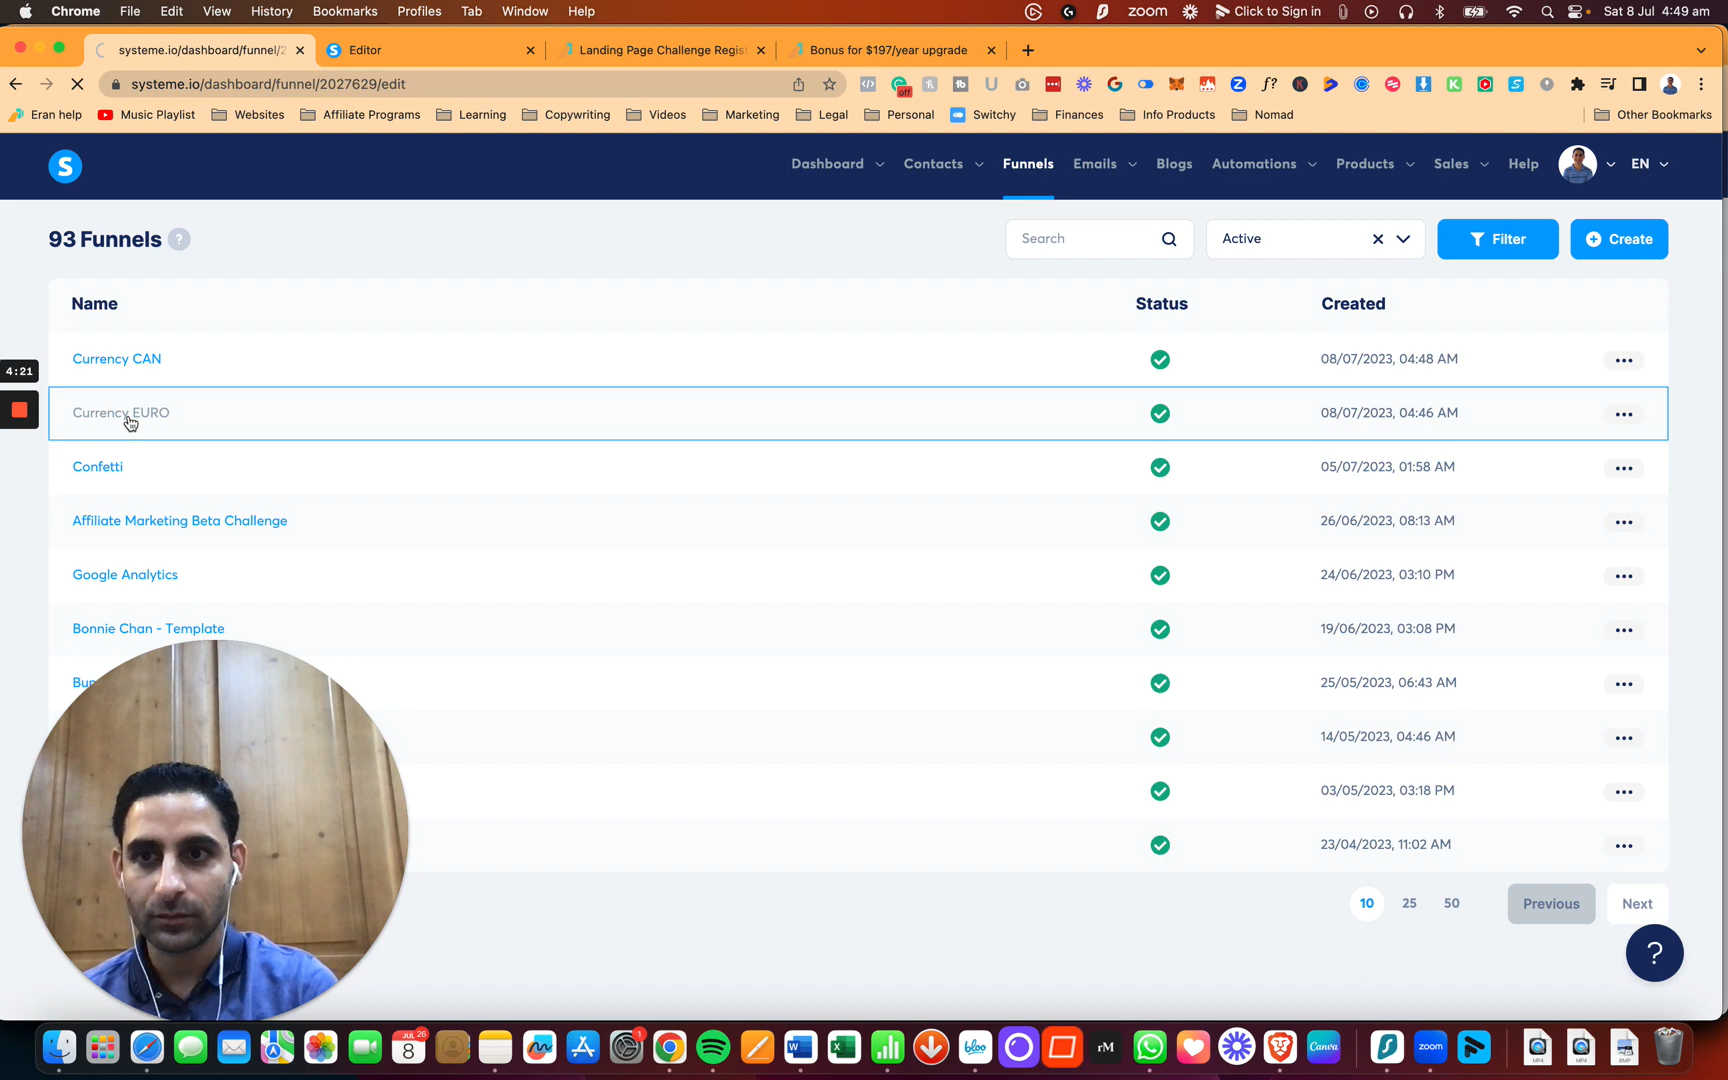 Chrome File Edit View History Bookmarks Profiles Tab Window Help zoom Click to Sign in Sat 8 Jul 4:49 am
systeme.io/dashboard/funnel/2 Editor Landing Page Challenge Regist Bonus for $197/year upgrade
systeme.io/dashboard/funnel/2027629/edit
Eran help Music Playlist Websites Affiliate Programs Learning Copywriting Videos Marketing Legal Personal Switchy Finances Info Products Nomad Other Bookmarks
S Dashboard Contacts Funnels Emails Blogs Automations Products Sales Help EN
93 Funnels ? Search Active Filter Create
Name Status Created
Currency CAN 08/07/2023, 04:48 AM
4:21
Currency EURO 08/07/2023, 04:46 AM
Confetti 05/07/2023, 01:58 AM
Affiliate Marketing Beta Challenge 26/06/2023, 08:13 AM
Google Analytics 24/06/2023, 03:10 PM
Bonnie Chan - Template 19/06/2023, 03:08 PM
25/05/2023, 06:43 AM
14/05/2023, 04:46 AM
03/05/2023, 03:18 PM
23/04/2023, 11:02 AM
10 25 50 Previous Next
?
JUL 26 8 1 bloo rM Canva zoom